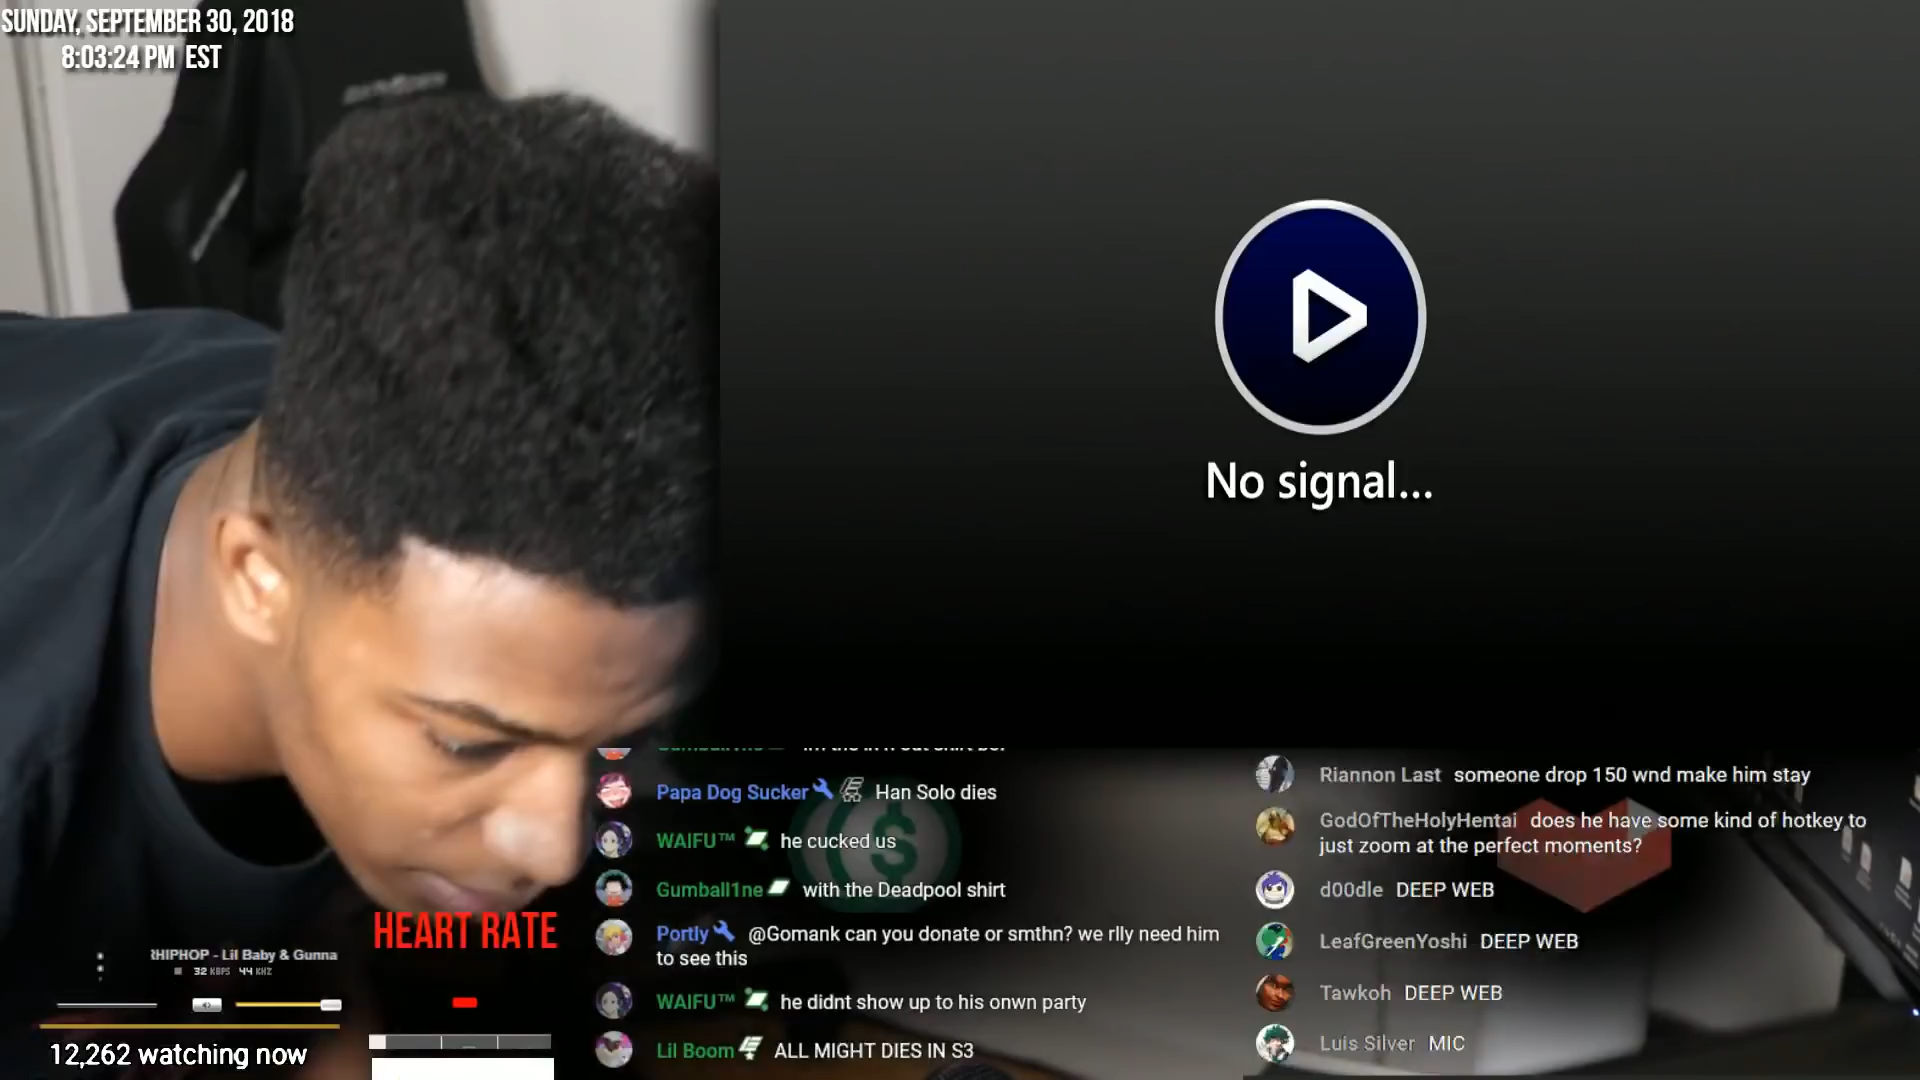 SUNDAY, SEPTEMBER 30, 2018
8:03:24 PM EST
No signal...
Papa Dog Sucker Han Solo dies
WAIFU™ he cucked us
Gumball1ne with the Deadpool shirt
Portly @Gomank can you donate or smthn? we rlly need him
to see this
WAIFU™ he didnt show up to his onwn party
Lil Boom ALL MIGHT DIES IN S3
Riannon Last someone drop 150 wnd make him stay
GodOfTheHolyHentai does he have some kind of hotkey to
just zoom at the perfect moments?
d00dle DEEP WEB
LeafGreenYoshi DEEP WEB
Tawkoh DEEP WEB
Luis Silver MIC
HEART RATE
RHIPHOP - Lil Baby & Gunna
32 KBPS 44 KHZ
12,262 watching now